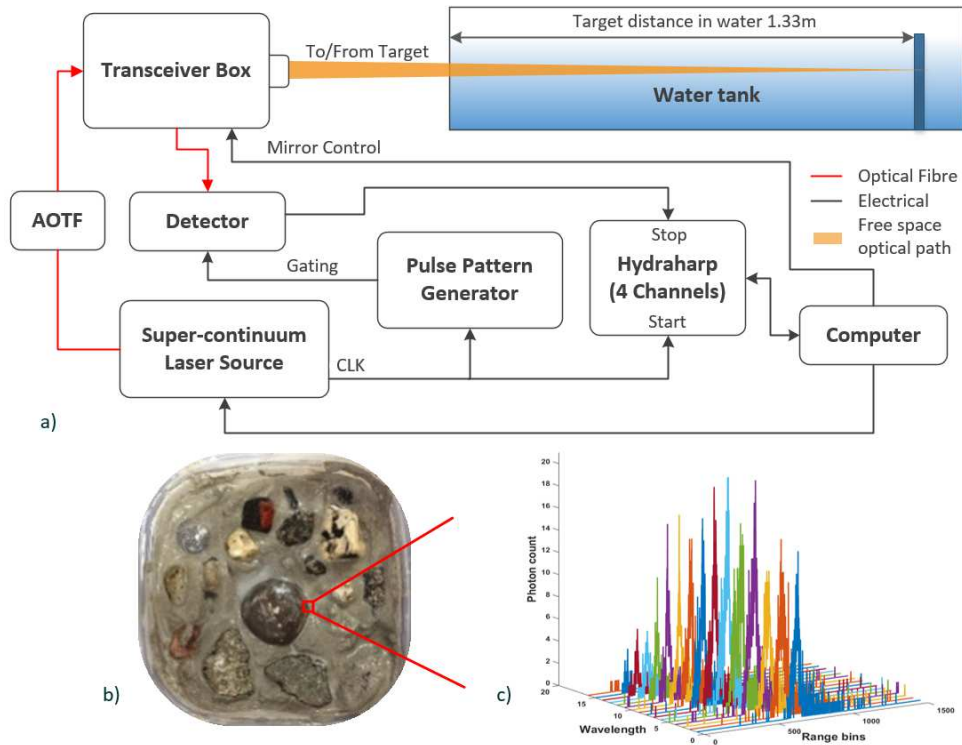 Target distance in water 1.33m
To/From Target
Transceiver Box
Water tank
Mirror Control
Optical Fibre
Electrical
Free space
optical path
AOTF
Detector
Stop
Hydraharp
(4 Channels)
Start
Gating
Pulse Pattern
Generator
Computer
Super-continuum
Laser Source
CLK
a)
b)
c)
Photon count
20
18
16
14
12
10
8
6
4
2
0
20
15
10
5
0
Wavelength
0
500
1000
1500
Range bins